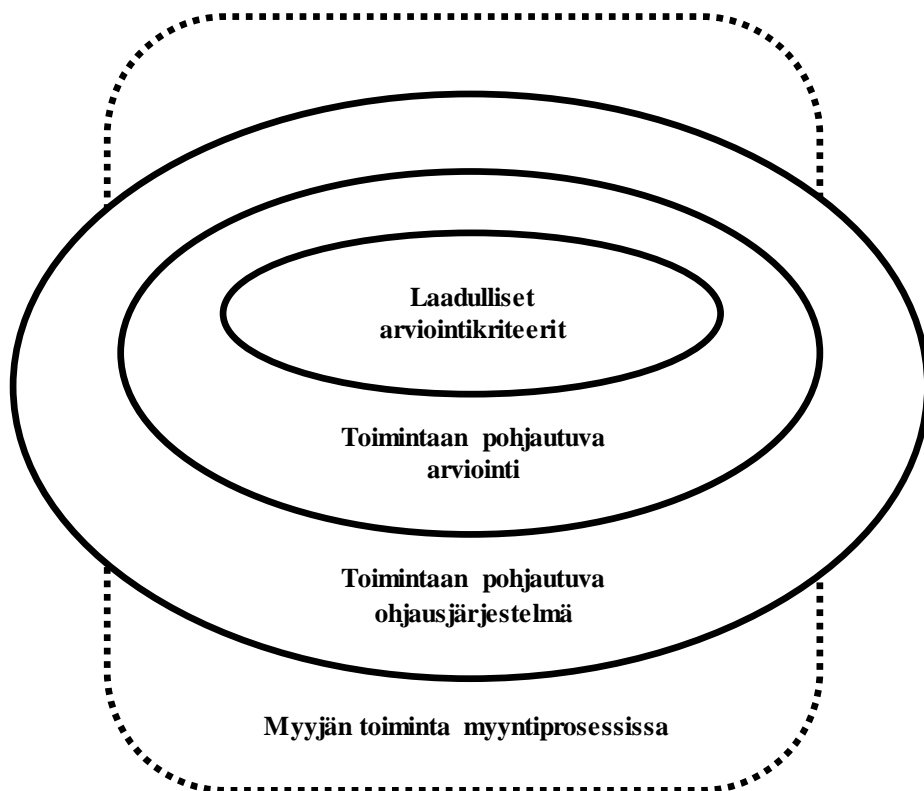 Laadulliset
arviointikriteerit
Toimintaan pohjautuva
arviointi
Toimintaan pohjautuva
ohjausjärjestelmä
Myyjän toiminta myyntiprosessissa